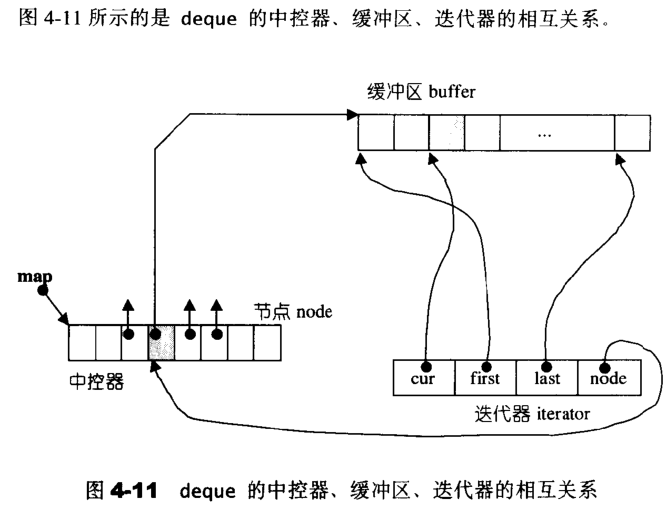 图 4-11 所示的是 deque 的中控器、缓冲区、迭代器的相互关系。
缓冲区 buffer
...
map
节点 node
中控器
cur first last node
迭代器 iterator
图 4-11 deque 的中控器、缓冲区、迭代器的相互关系